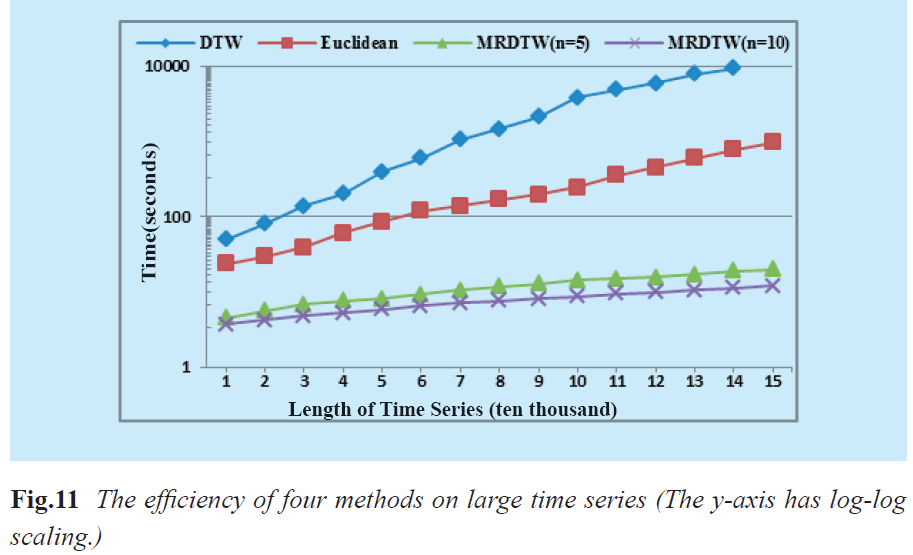 DTW Euclidean MRDTW(n=5) MRDTW(n=10)
10000
Time(seconds)
100
1
1 2 3 4 5 6 7 8 9 10 11 12 13 14 15
Length of Time Series (ten thousand)
Fig.11 The efficiency of four methods on large time series (The y-axis has log-log
scaling.)